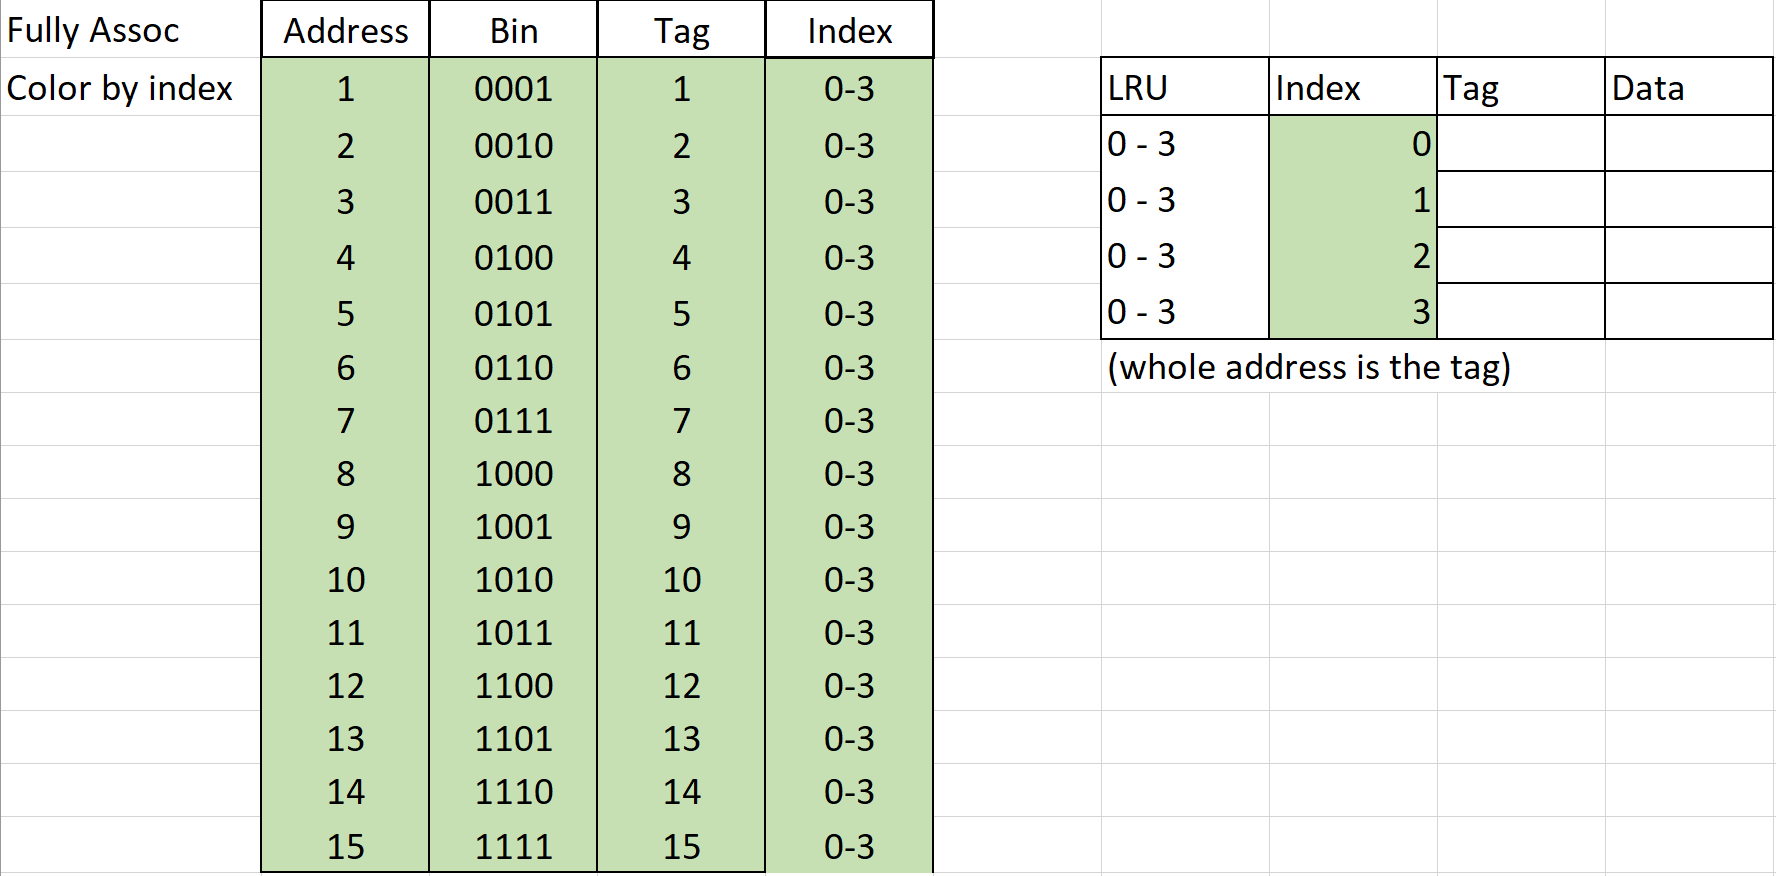 Fully Assoc Address Bin Tag Index
Color by index 1 0001 1 0-3 LRU Index Tag Data
2 0010 2 0-3 0 - 3 0
3 0011 3 0-3 0 - 3 1
4 0100 4 0-3 0 - 3 2
5 0101 5 0-3 0 - 3 3
6 0110 6 0-3 (whole address is the tag)
7 0111 7 0-3
8 1000 8 0-3
9 1001 9 0-3
10 1010 10 0-3
11 1011 11 0-3
12 1100 12 0-3
13 1101 13 0-3
14 1110 14 0-3
15 1111 15 0-3